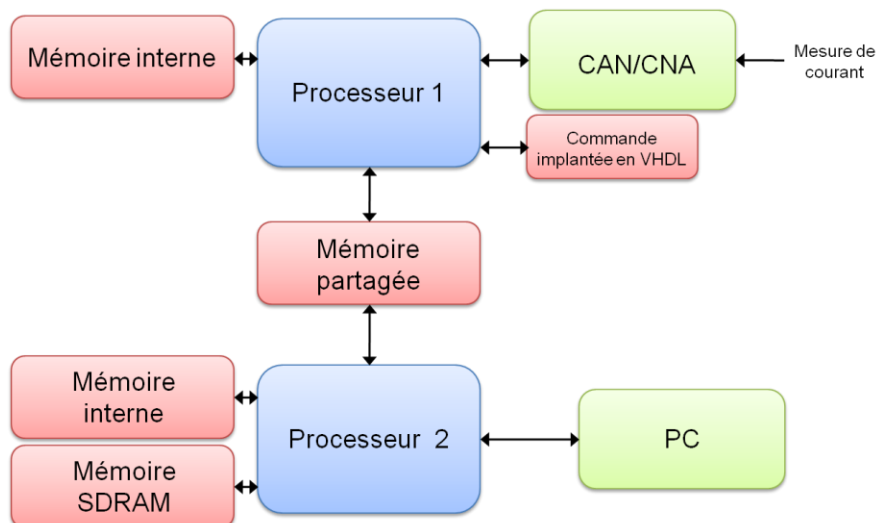 Mémoire interne
Processeur 1
CAN/CNA
Mesure de
courant
Commande
implantée en VHDL
Mémoire
partagée
Mémoire
interne
Processeur 2
PC
Mémoire
SDRAM